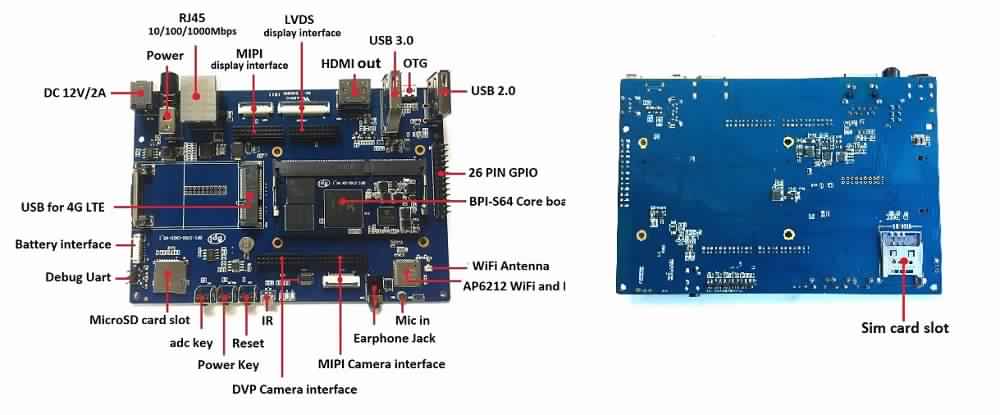 RJ45
10/100/1000Mbps
LVDS
display interface
Power
MIPI
display interface
USB 3.0
HDMI out
OTG
DC 12V/2A
USB 2.0
26 PIN GPIO
USB for 4G LTE
BPI-S64 Core boa
Battery interface
WiFi Antenna
Debug Uart
AP6212 WiFi and
MicroSD card slot
IR
Mic in
adc key
Reset
Earphone Jack
Power Key
MIPI Camera interface
DVP Camera interface
Sim card slot